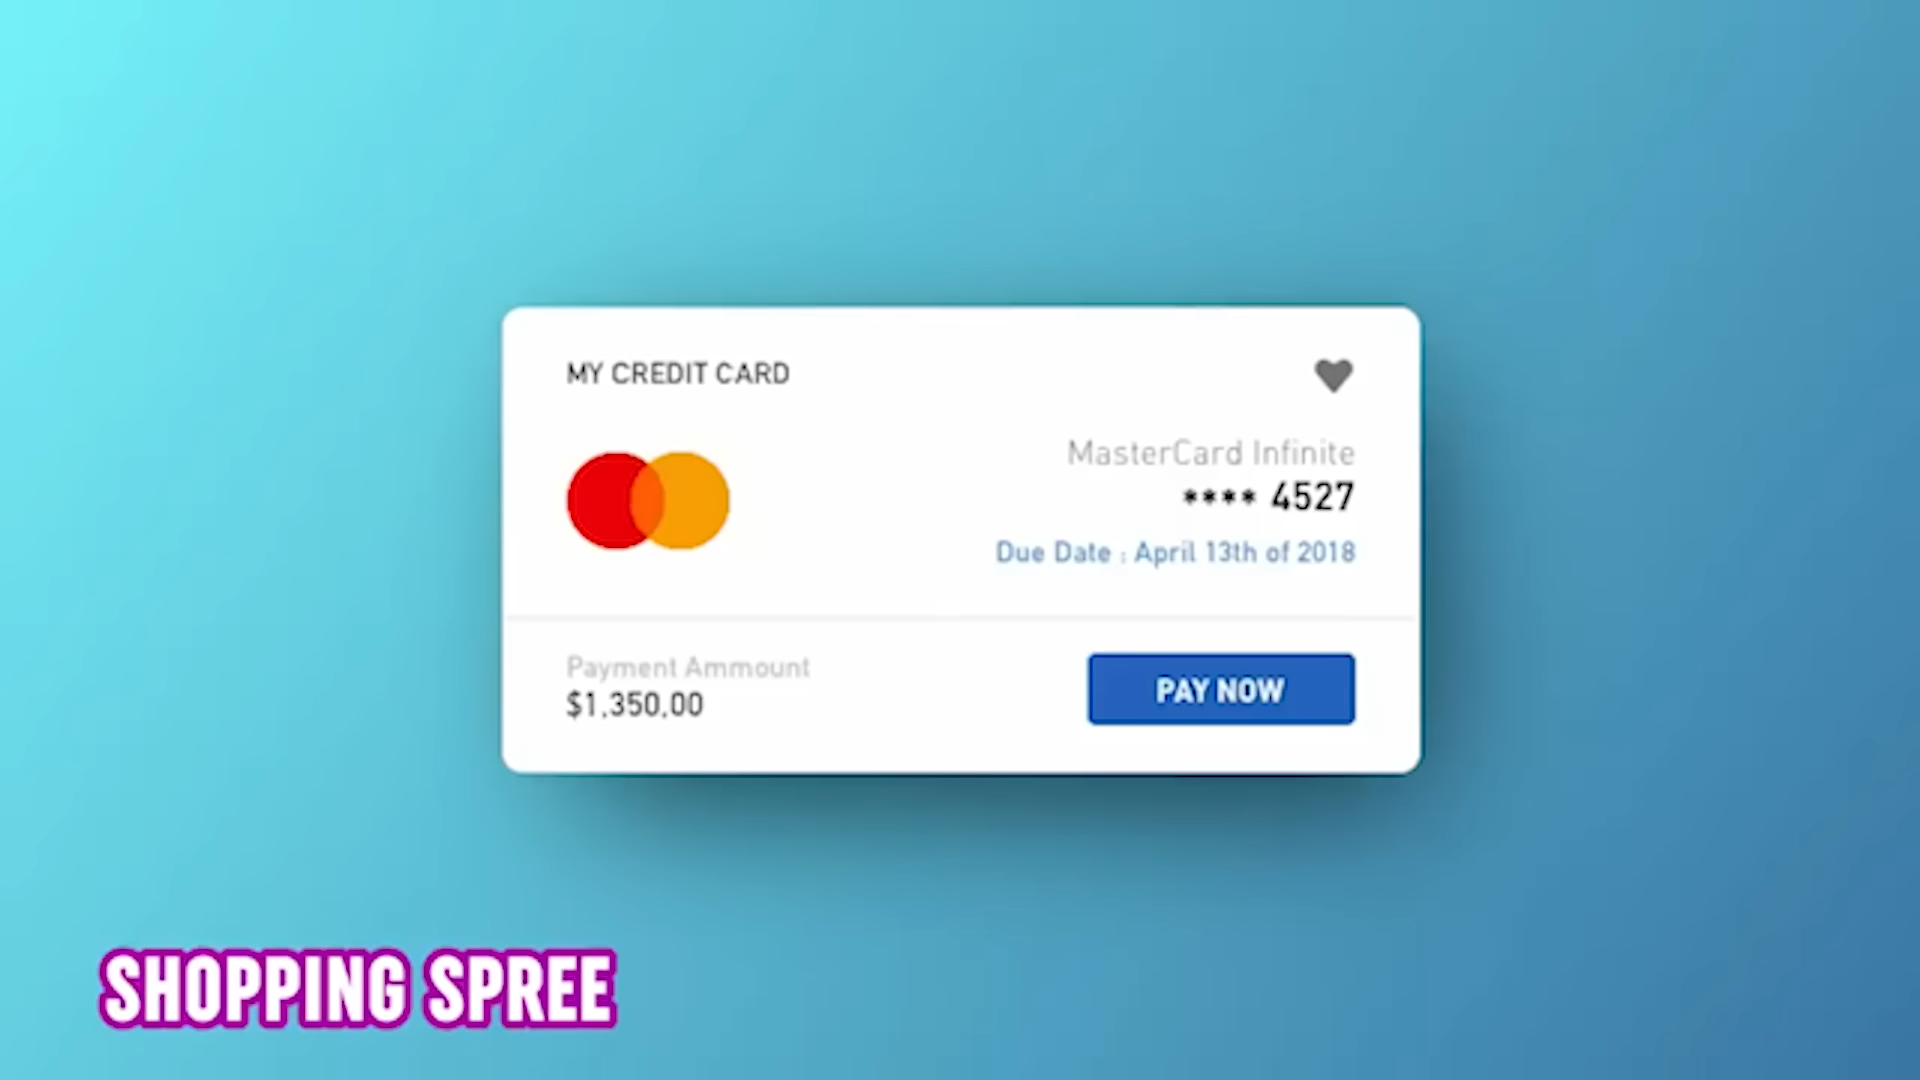 MY CREDIT CARD
MasterCard Infinite
**** 4527
Due Date : April 13th of 2018
Payment Ammount
$1,350.00
PAY NOW
SHOPPING SPREE